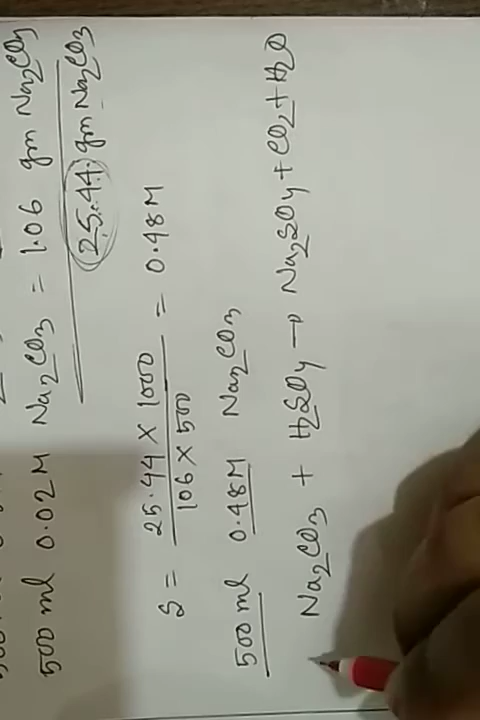 500 ml 0.02 M Na₂CO₃ = 1.06 gm Na₂CO₃
25.44 gm Na₂CO₃
S = 25.44 X 1000 / 106 X 500 = 0.48 M
500 ml 0.48M Na₂CO₃
Na₂CO₃ + H₂SO₄ → Na₂SO₄ + CO₂ + H₂O